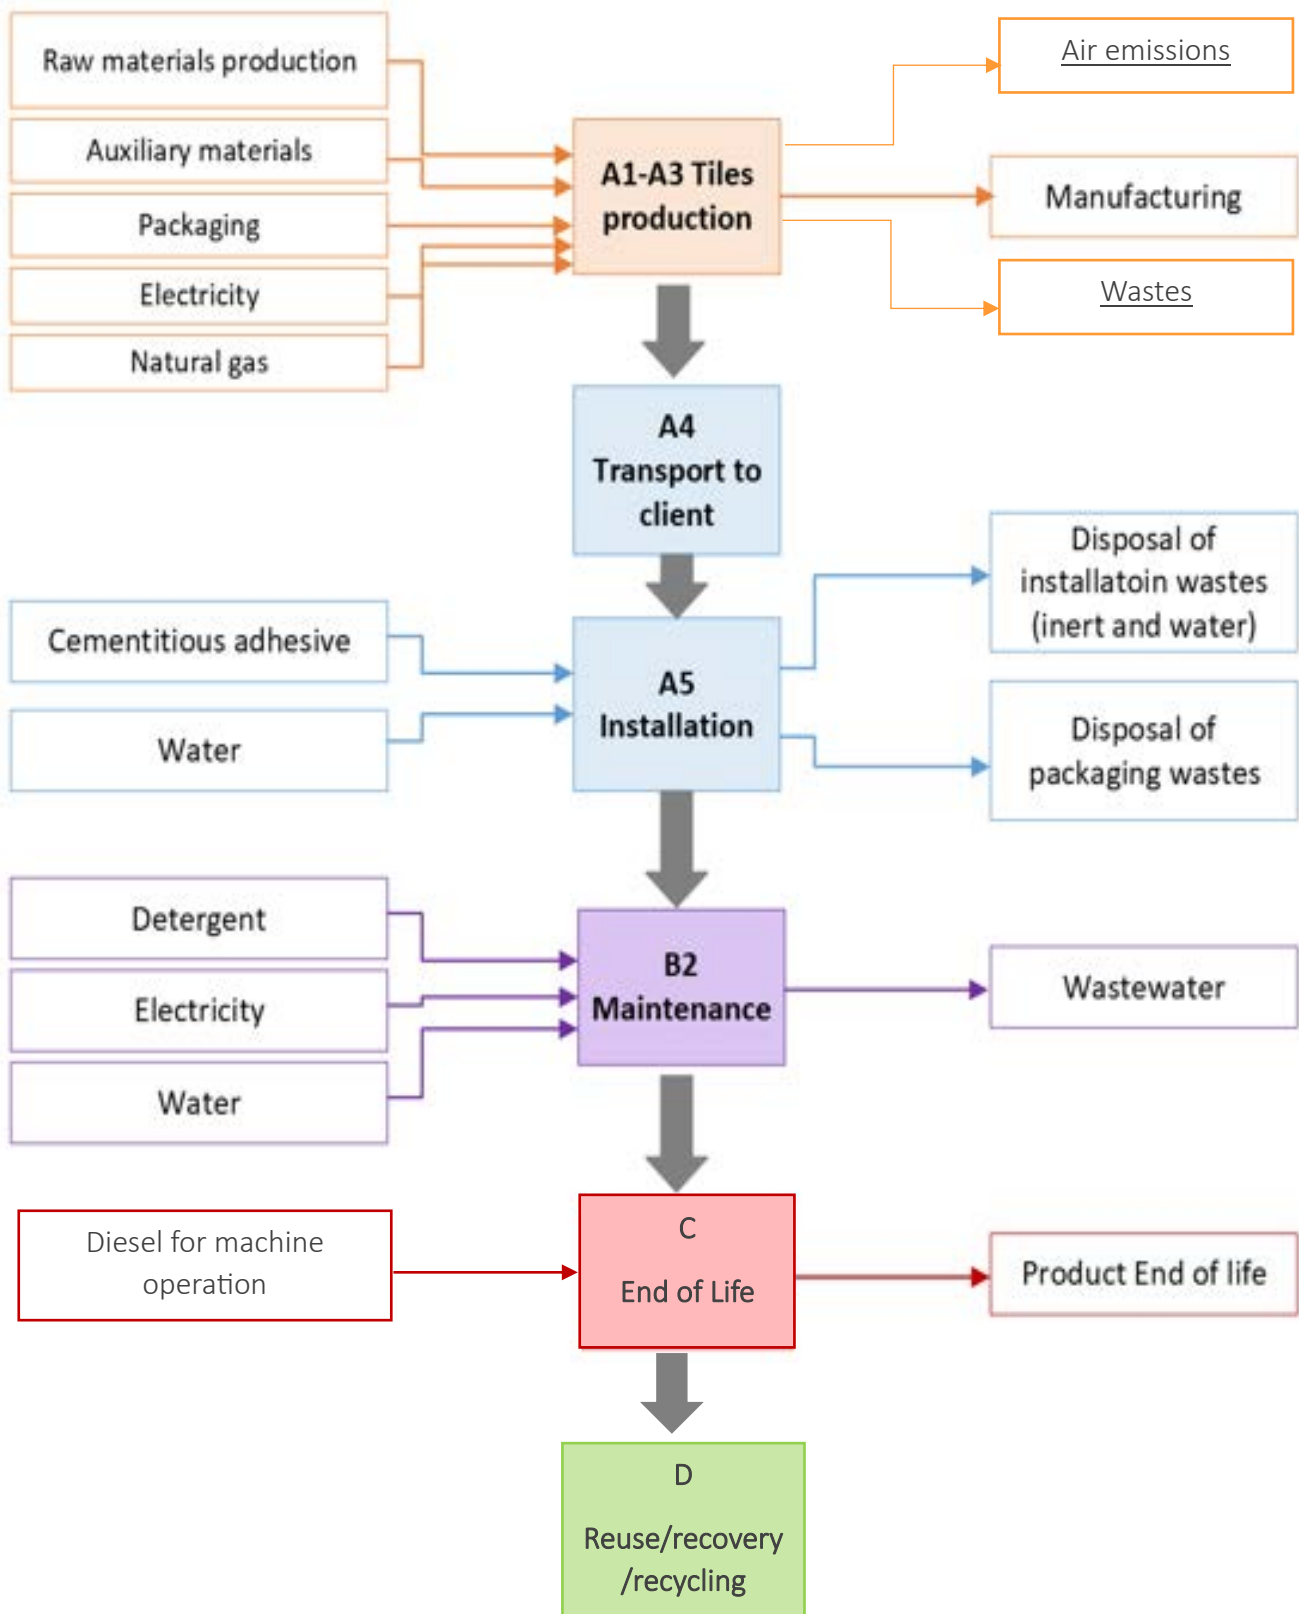 Raw materials production
Auxiliary materials
Packaging
Electricity
Natural gas
A1-A3 Tiles
production
Air emissions
Manufacturing
Wastes
A4
Transport to
client
Cementitious adhesive
Water
A5
Installation
Disposal of
installatoin wastes
(inert and water)
Disposal of
packaging wastes
Detergent
Electricity
Water
B2
Maintenance
Wastewater
Diesel for machine
operation
C
End of Life
Product End of life
D
Reuse/recovery
/recycling